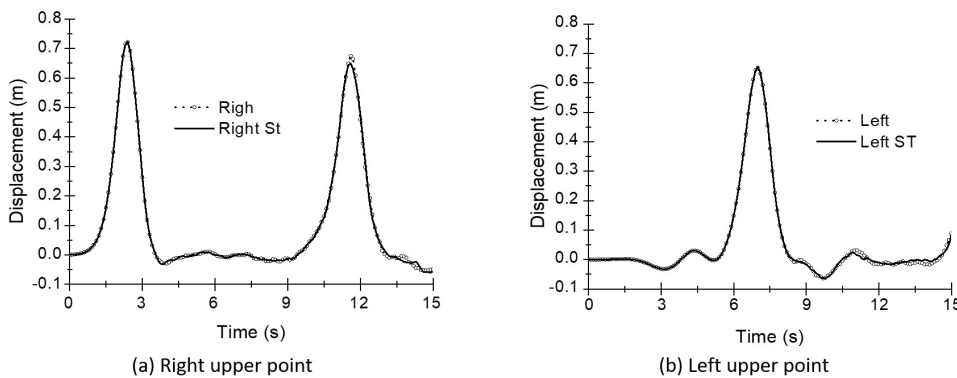 0.8
0.7
0.6
0.5
0.4
0.3
0.2
0.1
0.0
-0.1
Displacement (m)
Righ
Right St
0 3 6 9 12 15
Time (s)
(a) Right upper point
0.8
0.7
0.6
0.5
0.4
0.3
0.2
0.1
0.0
-0.1
Displacement (m)
Left
Left ST
0 3 6 9 12 15
Time (s)
(b) Left upper point